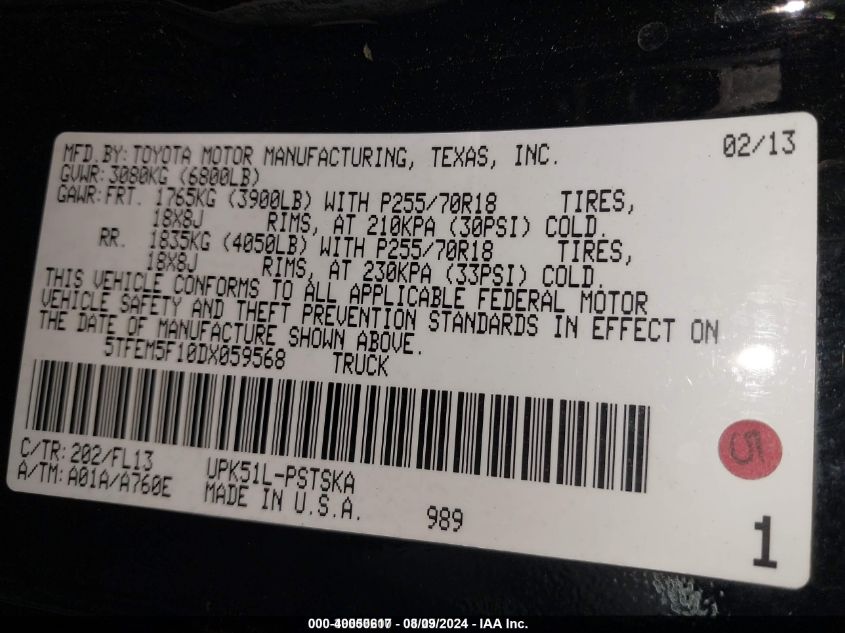 MFD.BY:TOYOTA MOTOR MANUFACTURING, TEXAS, INC. 02/13
GVWR:3080KG (6800LB)
GAWR:FRT. 1765KG (3900LB) WITH P255/70R18 TIRES,
18X8J RIMS, AT 210KPA (30PSI) COLD.
RR. 1835KG (4050LB) WITH P255/70R18 TIRES,
18X8J RIMS, AT 230KPA (33PSI) COLD.
THIS VEHICLE CONFORMS TO ALL APPLICABLE FEDERAL MOTOR
VEHICLE SAFETY AND THEFT PREVENTION STANDARDS IN EFFECT ON
THE DATE OF MANUFACTURE SHOWN ABOVE.
5TFEM5F10DX059568 TRUCK
C/TR:202/FL13 UPK51L-PSTSKA
A/TM:A01A/A760E MADE IN U.S.A. 989
1
IAA Inc.